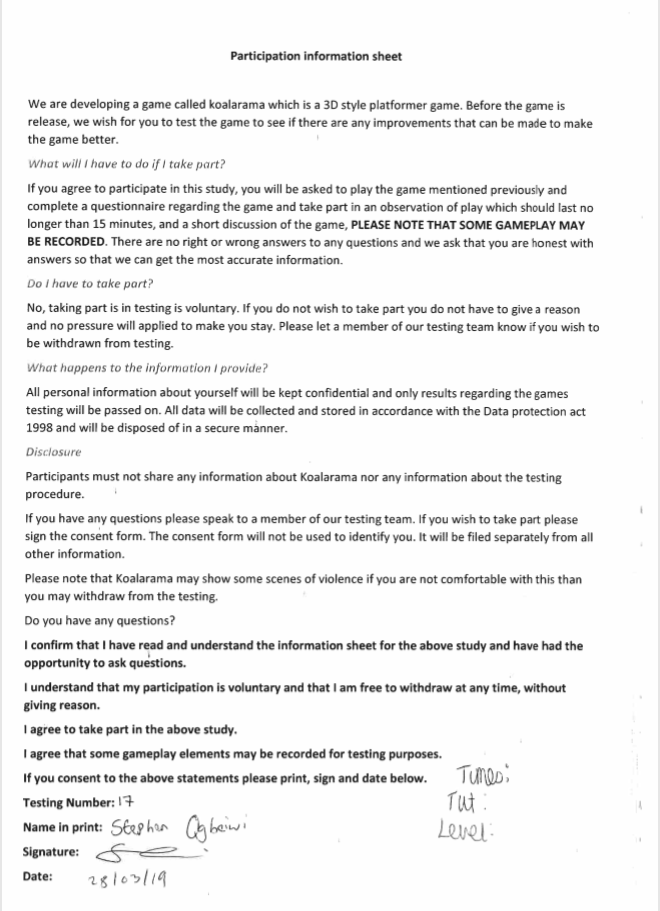 Participation information sheet
We are developing a game called koalarama which is a 3D style platformer game. Before the game is
release, we wish for you to test the game to see if there are any improvements that can be made to make
the game better.
What will I have to do if I take part?
If you agree to participate in this study, you will be asked to play the game mentioned previously and
complete a questionnaire regarding the game and take part in an observation of play which should last no
longer than 15 minutes, and a short discussion of the game, PLEASE NOTE THAT SOME GAMEPLAY MAY
BE RECORDED. There are no right or wrong answers to any questions and we ask that you are honest with
answers so that we can get the most accurate information.
Do I have to take part?
No, taking part is in testing is voluntary. If you do not wish to take part you do not have to give a reason
and no pressure will applied to make you stay. Please let a member of our testing team know if you wish to
be withdrawn from testing.
What happens to the information I provide?
All personal information about yourself will be kept confidential and only results regarding the games
testing will be passed on. All data will be collected and stored in accordance with the Data protection act
1998 and will be disposed of in a secure manner.
Disclosure
Participants must not share any information about Koalarama nor any information about the testing
procedure.
If you have any questions please speak to a member of our testing team. If you wish to take part please
sign the consent form. The consent form will not be used to identify you. It will be filed separately from all
other information.
Please note that Koalarama may show some scenes of violence if you are not comfortable with this than
you may withdraw from the testing.
Do you have any questions?
I confirm that I have read and understand the information sheet for the above study and have had the
opportunity to ask questions.
I understand that my participation is voluntary and that I am free to withdraw at any time, without
giving reason.
I agree to take part in the above study.
I agree that some gameplay elements may be recorded for testing purposes.
If you consent to the above statements please print, sign and date below.
Times:
Testing Number: 17
Tut:
Name in print: Stephen
Level:
Signature:
Date: 28/03/19